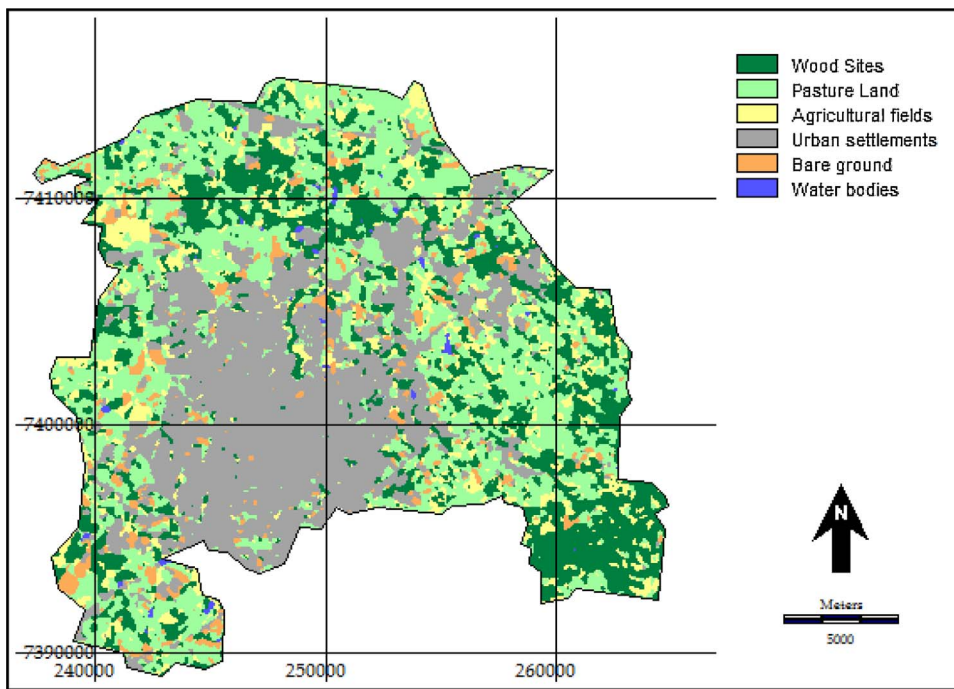 Wood Sites
Pasture Land
Agricultural fields
Urban settlements
Bare ground
Water bodies
7410000
7400000
N
Meters
5000
7390000
240000 250000 260000